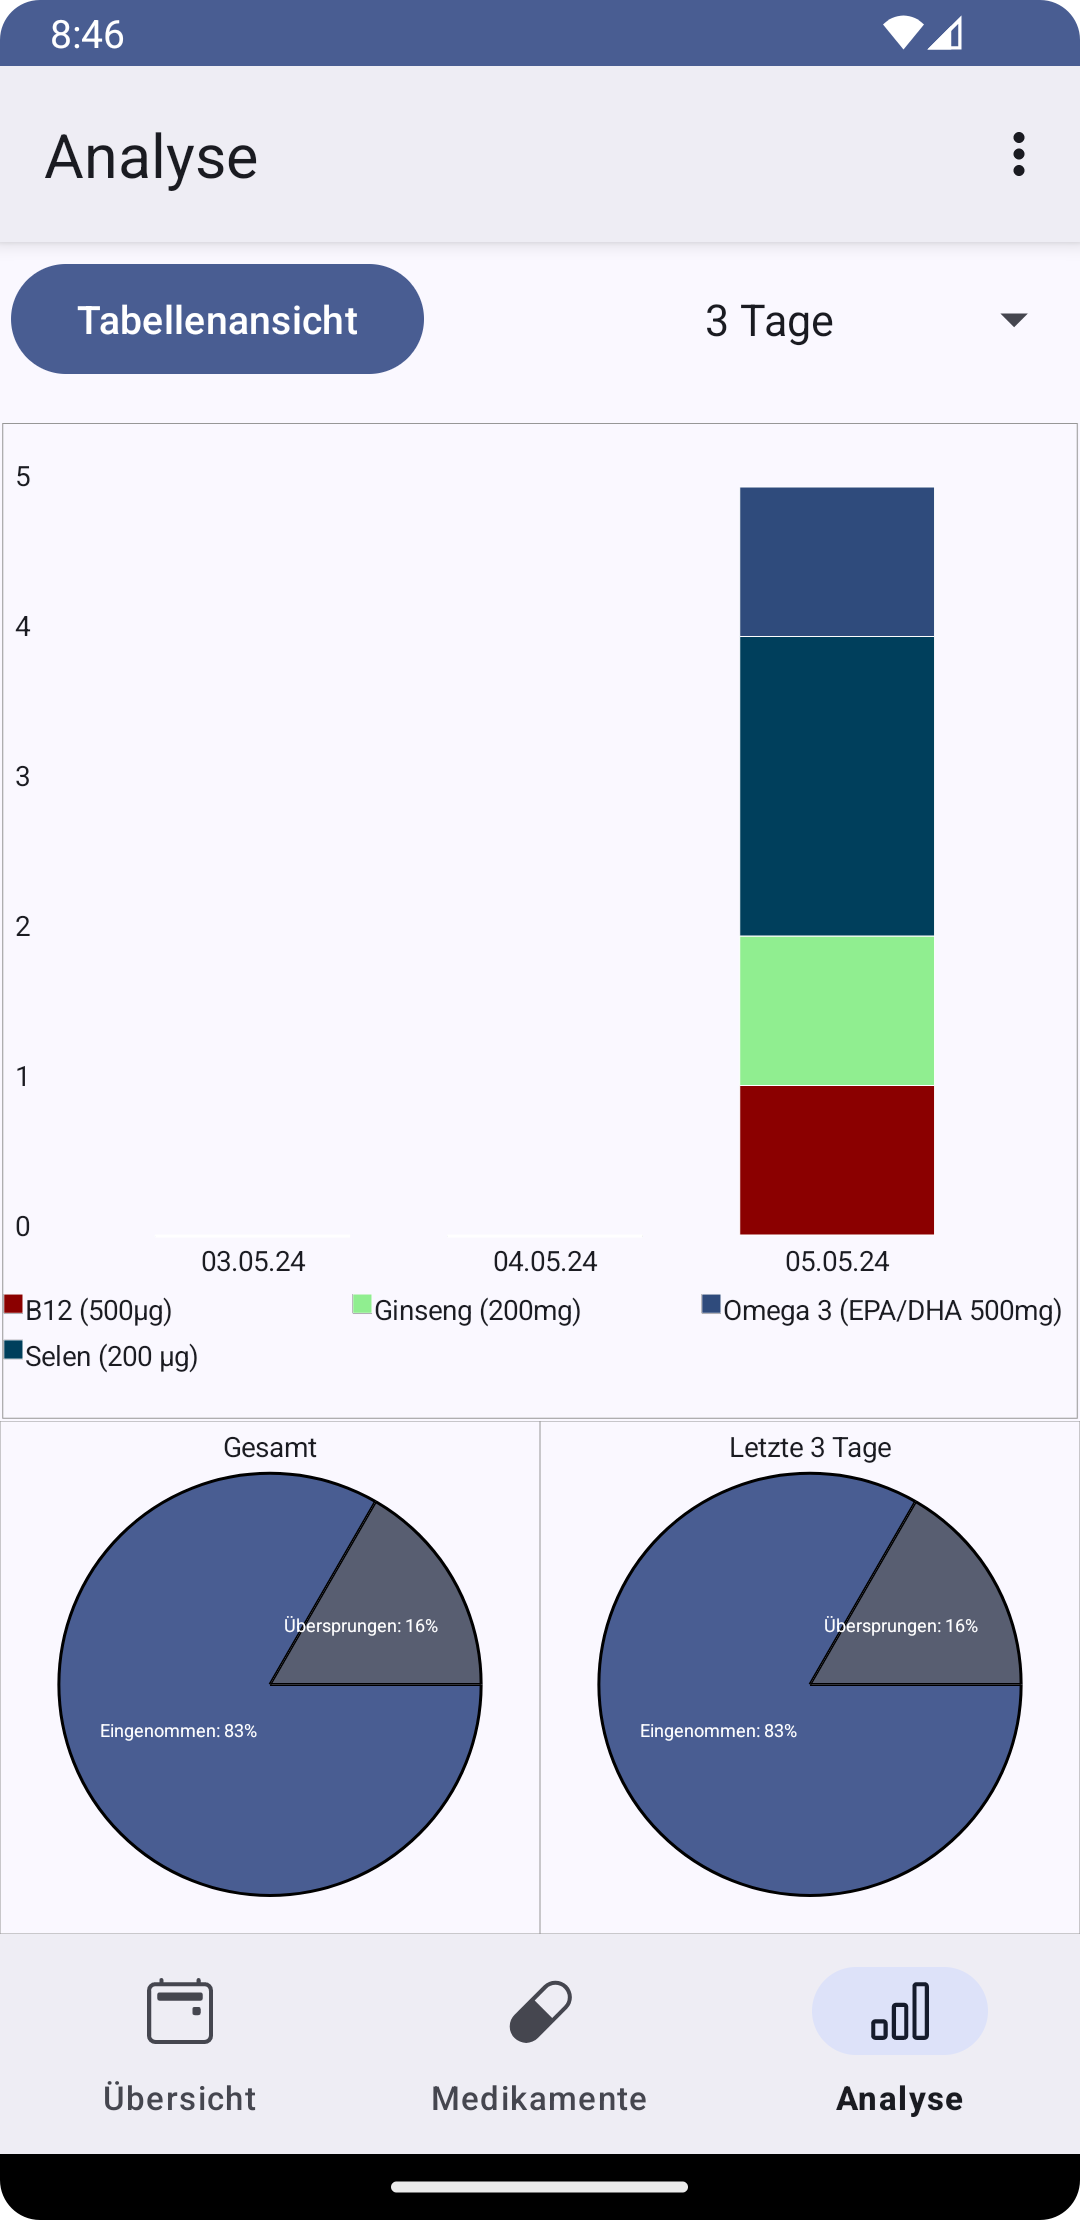 8:46
Analyse
Tabellenansicht
3 Tage
5
4
3
2
1
0
03.05.24 04.05.24 05.05.24
B12 (500µg) Ginseng (200mg) Omega 3 (EPA/DHA 500mg)
Selen (200 µg)
Gesamt
Übersprungen: 16%
Eingenommen: 83%
Letzte 3 Tage
Übersprungen: 16%
Eingenommen: 83%
Übersicht Medikamente Analyse